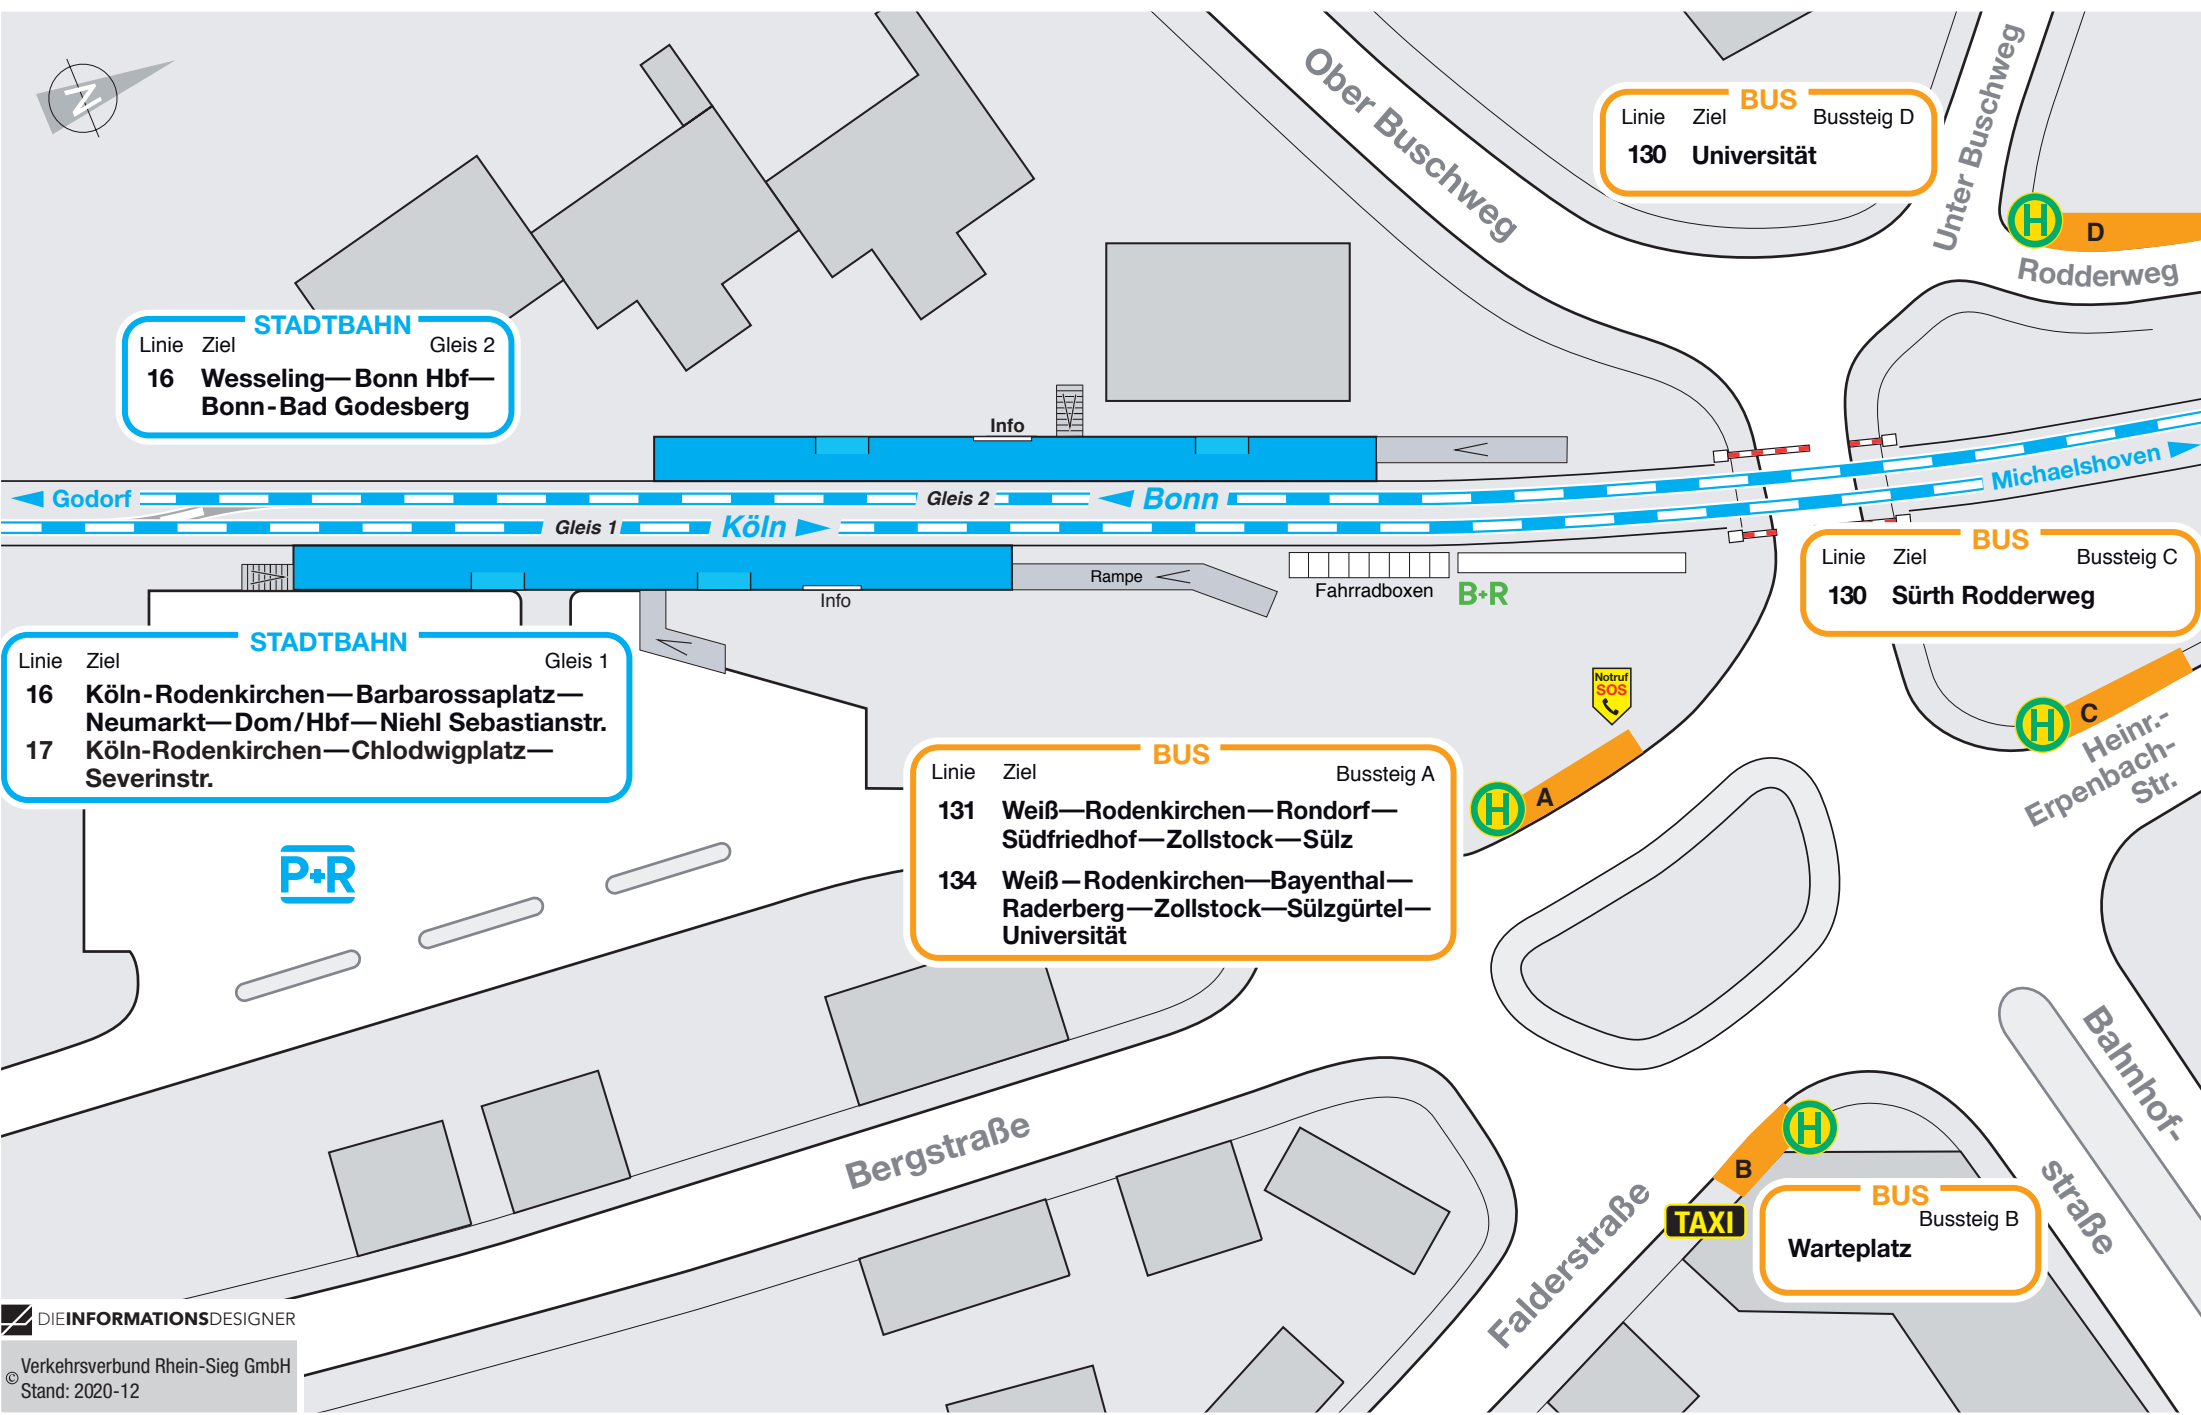 N
Ober Buschweg
Unter Buschweg
BUS
Linie Ziel Bussteig D
130 Universität
H
D
Rodderweg
STADTBAHN
Linie Ziel Gleis 2
16 Wesseling—Bonn Hbf—
Bonn-Bad Godesberg
Info
Godorf
Gleis 2
Bonn
Michaelshoven
Gleis 1
Köln
Rampe
Info
Fahrradboxen
B+R
BUS
Linie Ziel Bussteig C
130 Sürth Rodderweg
STADTBAHN
Linie Ziel Gleis 1
16 Köln-Rodenkirchen—Barbarossaplatz—
Neumarkt—Dom/Hbf—Niehl Sebastianstr.
17 Köln-Rodenkirchen—Chlodwigplatz—
Severinstr.
Notruf
SOS
H
C
Heinr.-
Erpenbach-
Str.
H
A
BUS
Linie Ziel Bussteig A
131 Weiß—Rodenkirchen—Rondorf—
Südfriedhof—Zollstock—Sülz
134 Weiß–Rodenkirchen—Bayenthal—
Raderberg—Zollstock—Sülzgürtel—
Universität
P+R
Bergstraße
Bahnhof-
straße
H
B
TAXI
Falderstraße
BUS
Bussteig B
Warteplatz
DIEINFORMATIONSDESIGNER
© Verkehrsverbund Rhein-Sieg GmbH
Stand: 2020-12